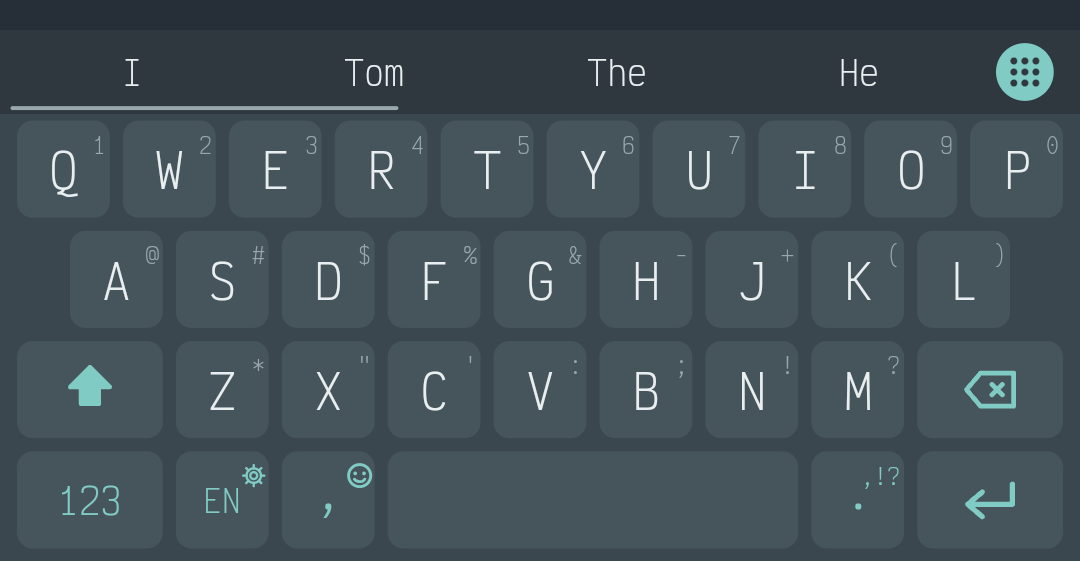 I Tom The He
Q 1 W 2 E 3 R 4 T 5 Y 6 U 7 I 8 O 9 P 0
A @ S # D $ F % G & H - J + K ( L )
Z * X " C ' V : B ; N ! M ?
123 EN , . ,!?